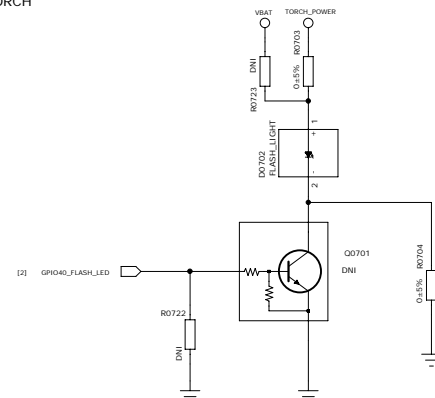 ORCH
VBAT
TORCH_POWER
DNI
R0723
R0703
0±5%
1
+
D0702
FLASH_LIGHT
-
2
[2] GPIO40_FLASH_LED
Q0701
DNI
R0704
0±5%
R0722
DNI